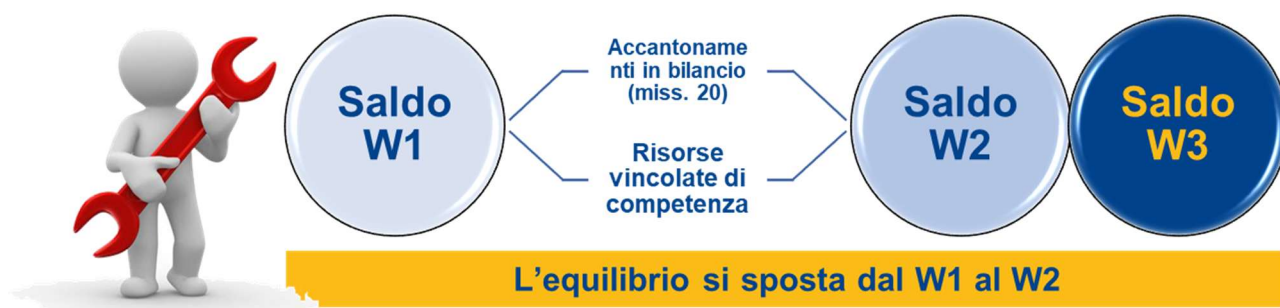 Saldo
W1
Accantoname
nti in bilancio
(miss. 20)
Risorse
vincolate di
competenza
Saldo
W2
Saldo
W3
L'equilibrio si sposta dal W1 al W2